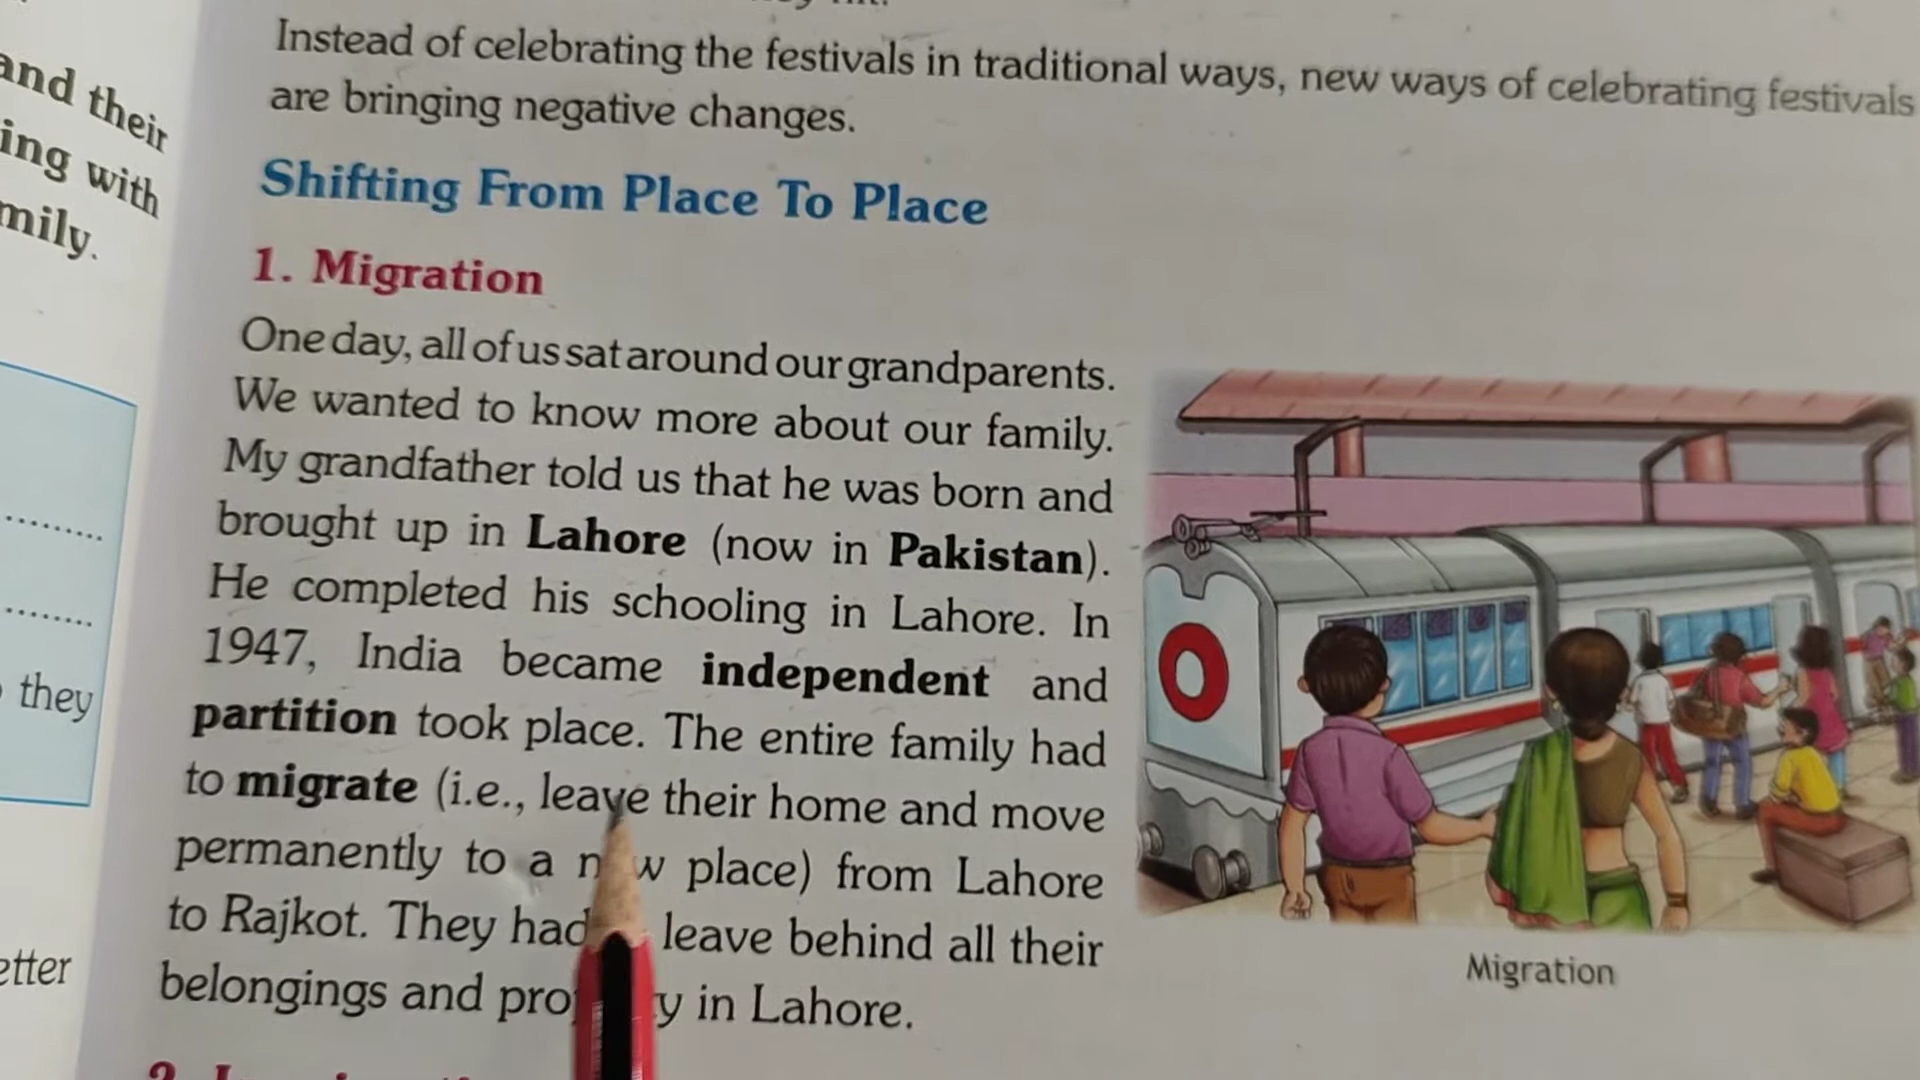 and their
ing with
mily.
they
etter
Instead of celebrating the festivals in traditional ways, new ways of celebrating festivals
are bringing negative changes.
Shifting From Place To Place
1. Migration
One day, all of us sat around our grandparents.
We wanted to know more about our family.
My grandfather told us that he was born and
brought up in Lahore (now in Pakistan).
He completed his schooling in Lahore. In
1947, India became independent and
partition took place. The entire family had
to migrate (i.e., leave their home and move
permanently to a n w place) from Lahore
to Rajkot. They had leave behind all their
belongings and pro y in Lahore.
Migration